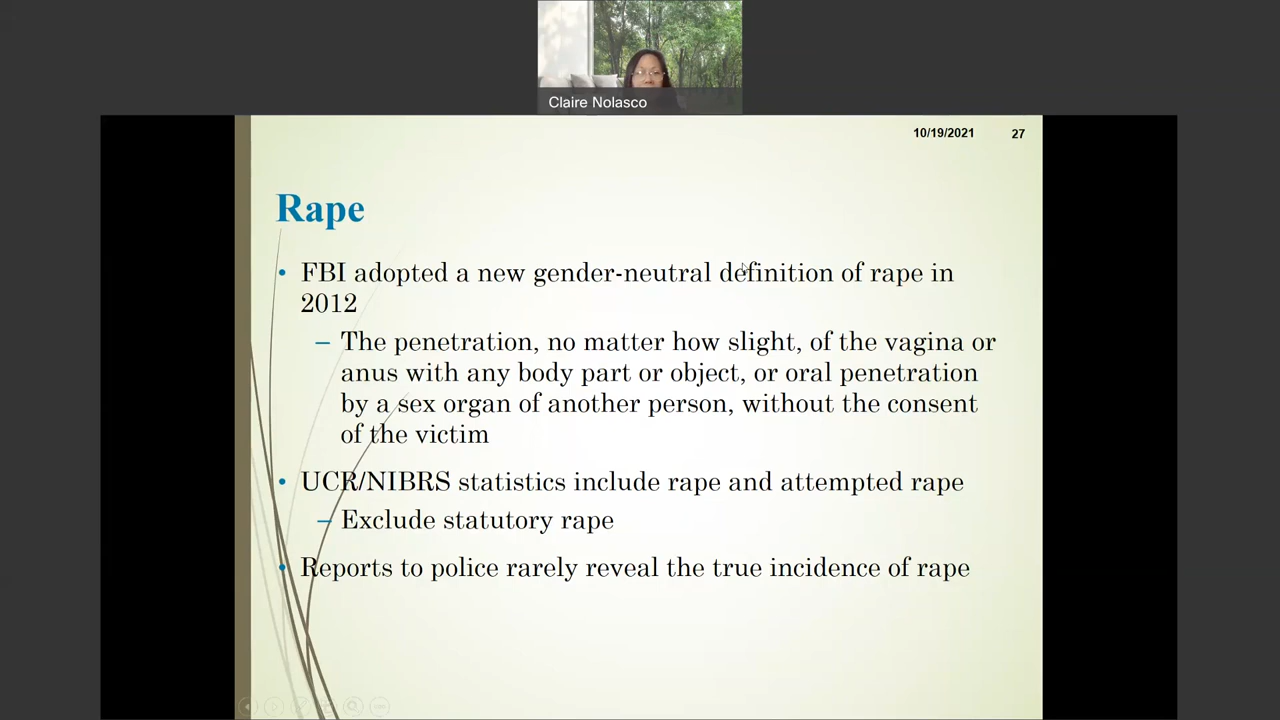 Claire Nolasco
10/19/2021 27
Rape
• FBI adopted a new gender-neutral definition of rape in
2012
– The penetration, no matter how slight, of the vagina or
anus with any body part or object, or oral penetration
by a sex organ of another person, without the consent
of the victim
• UCR/NIBRS statistics include rape and attempted rape
– Exclude statutory rape
• Reports to police rarely reveal the true incidence of rape